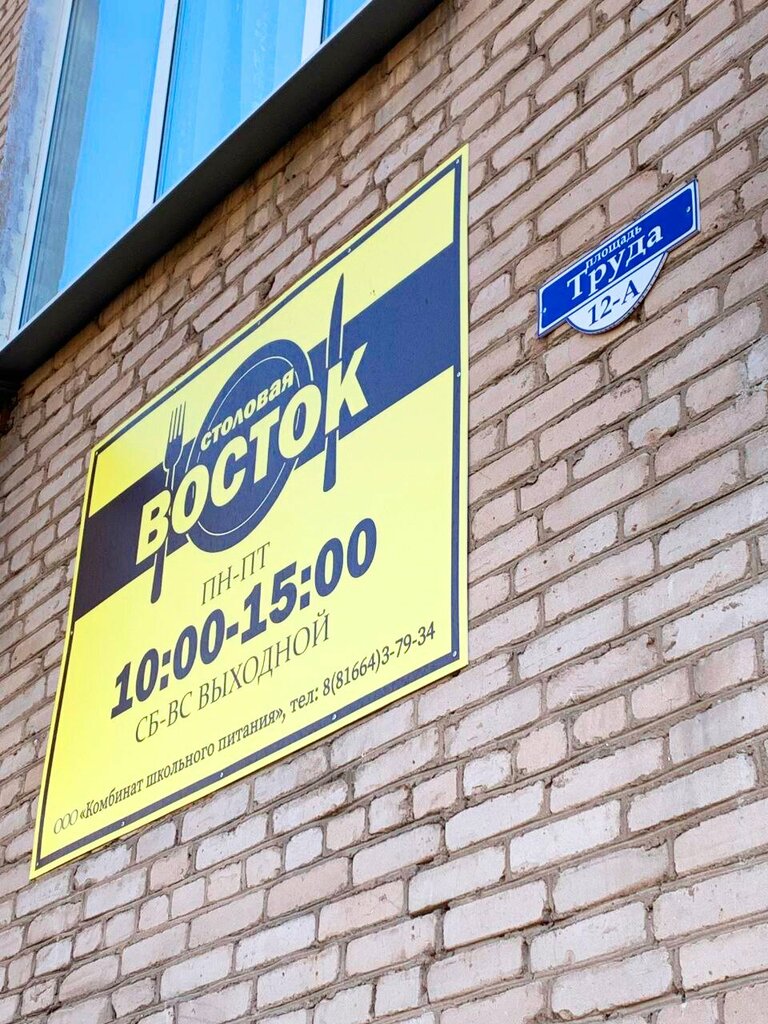 столовая
ВОСТОК
ПН-ПТ
10:00-15:00
СБ-ВС ВЫХОДНОЙ
ООО «Комбинат школьного питания», тел: 8(81664)3-79-34
площадь
Труда
12-А